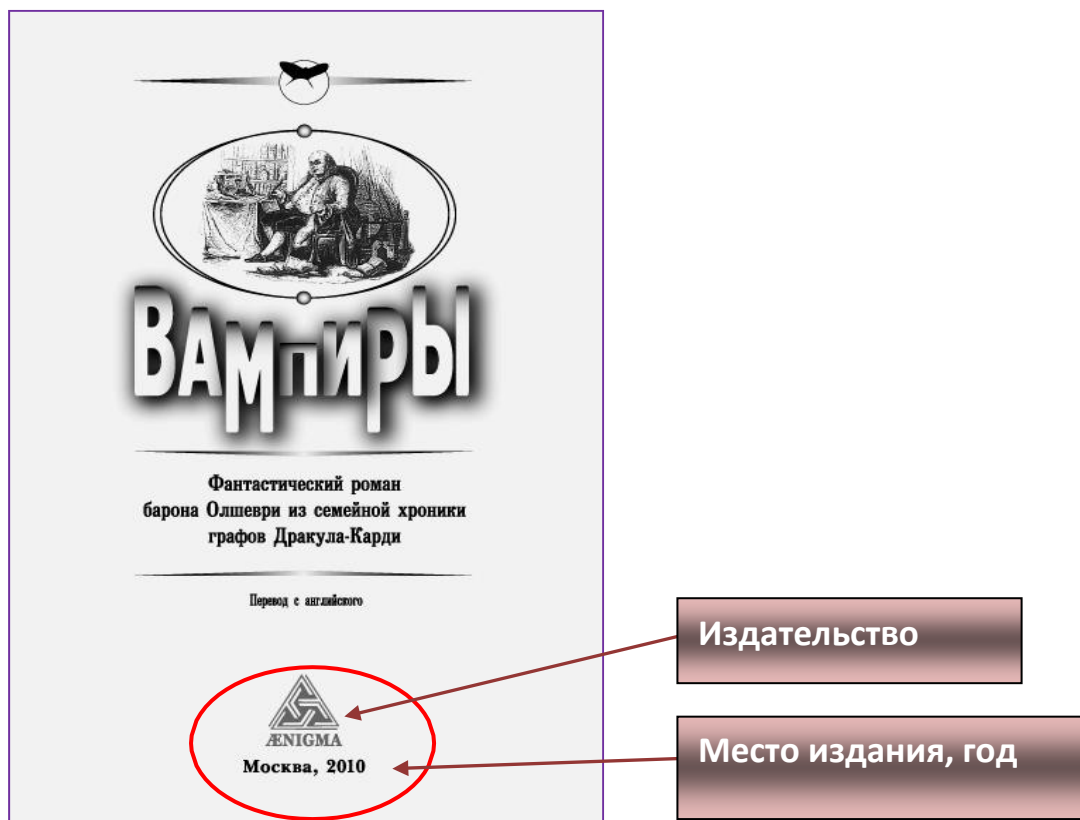 ВАМПИРЫ
Фантастический роман
барона Олшеври из семейной хроники
графов Дракула-Карди
Перевод с английского
Издательство
ÆNIGMA
Москва, 2010
Место издания, год